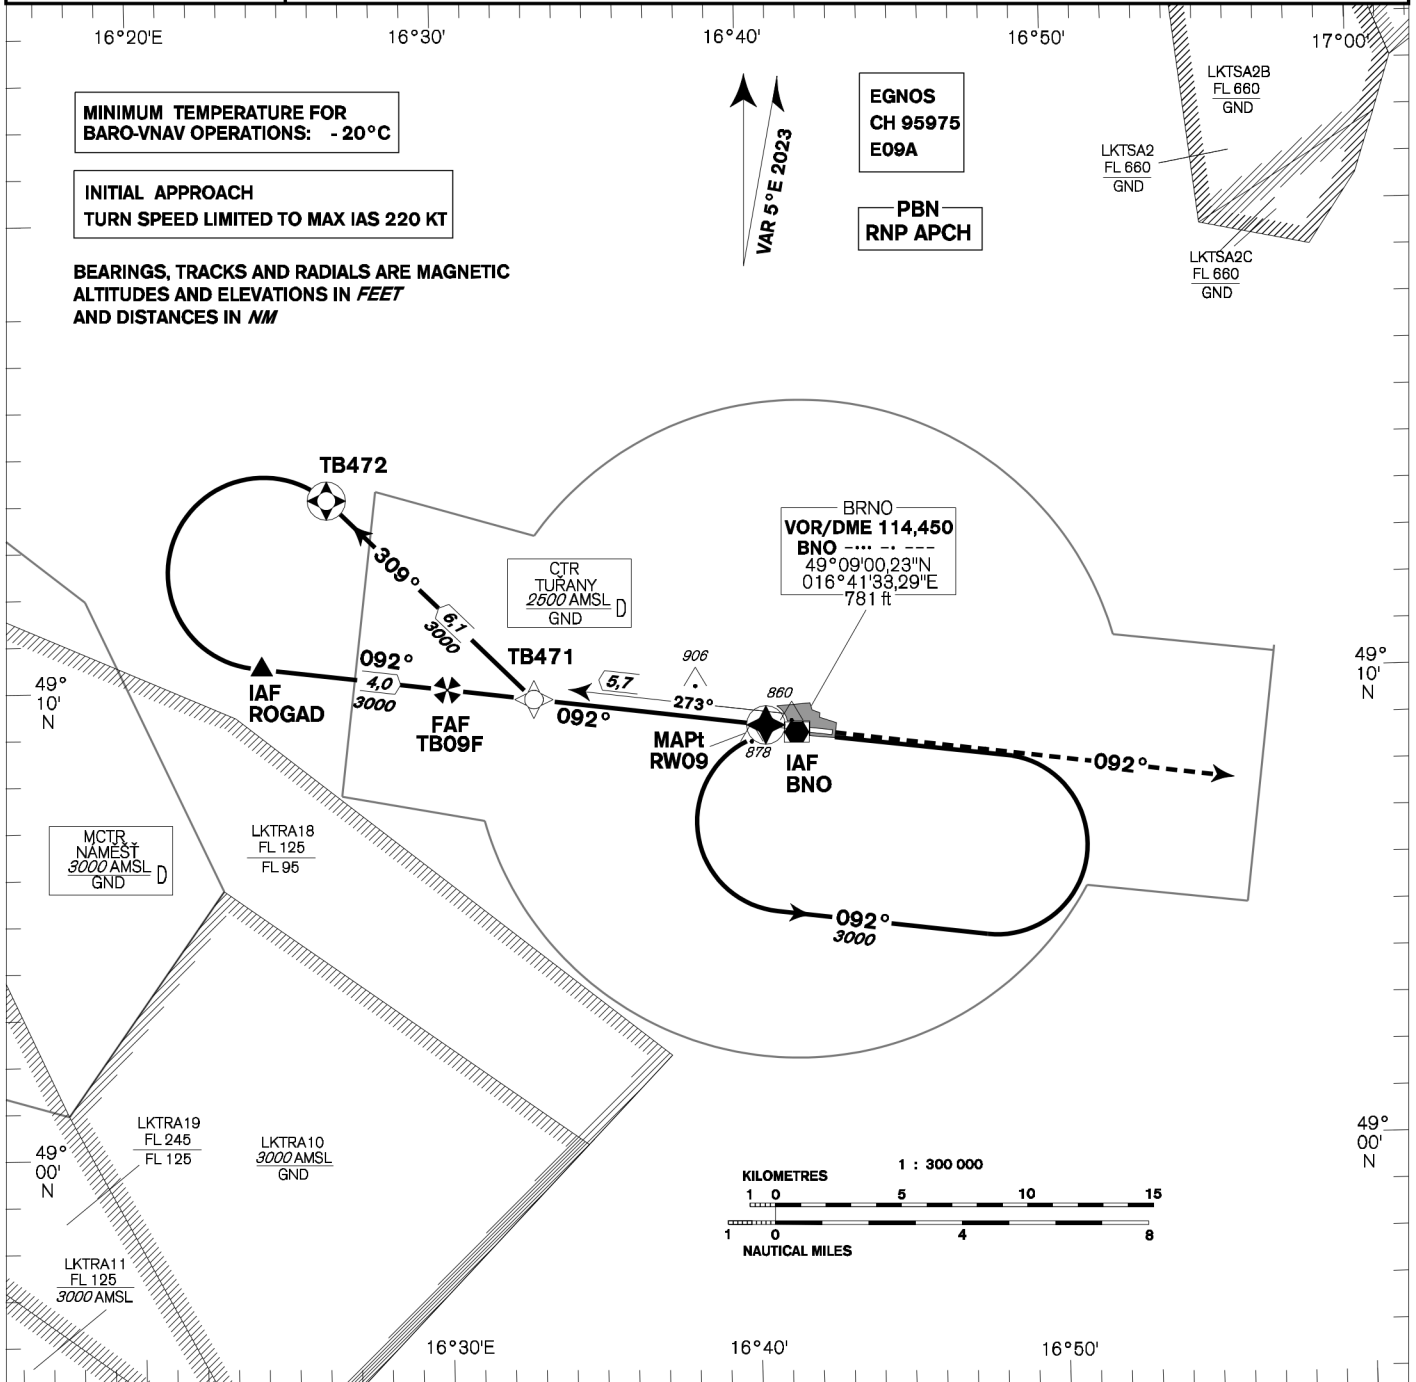 16°20'E 16°30' 16°40' 16°50' 17°00'
MINIMUM TEMPERATURE FOR
BARO-VNAV OPERATIONS: - 20°C
INITIAL APPROACH
TURN SPEED LIMITED TO MAX IAS 220 KT
BEARINGS, TRACKS AND RADIALS ARE MAGNETIC
ALTITUDES AND ELEVATIONS IN FEET
AND DISTANCES IN NM
VAR 5°E 2023
EGNOS
CH 95975
E09A
PBN
RNP APCH
LKTSA2B
FL 660
GND
LKTSA2
FL 660
GND
LKTSA2C
FL 660
GND
TB472
309°
6,1
3000
CTR
TUŘANY
2500 AMSL
GND
D
BRNO
VOR/DME 114,450
BNO
49°09'00,23"N
016°41'33,29"E
781 ft
TB471
092°
4,0
3000
IAF
ROGAD
FAF
TB09F
092°
5,7
273°
906
860
878
MAPt
RW09
IAF
BNO
092°
092°
3000
49°
10'
N
49°
10'
N
MCTR
NÁMĚŠŤ
3000 AMSL
GND
D
LKTRA18
FL 125
FL 95
LKTRA19
FL 245
FL 125
LKTRA10
3000 AMSL
GND
LKTRA11
FL 125
3000 AMSL
49°
00'
N
49°
00'
N
1 : 300 000
KILOMETRES
1 0 5 10 15
1 0 4 8
NAUTICAL MILES
16°30'E 16°40' 16°50'